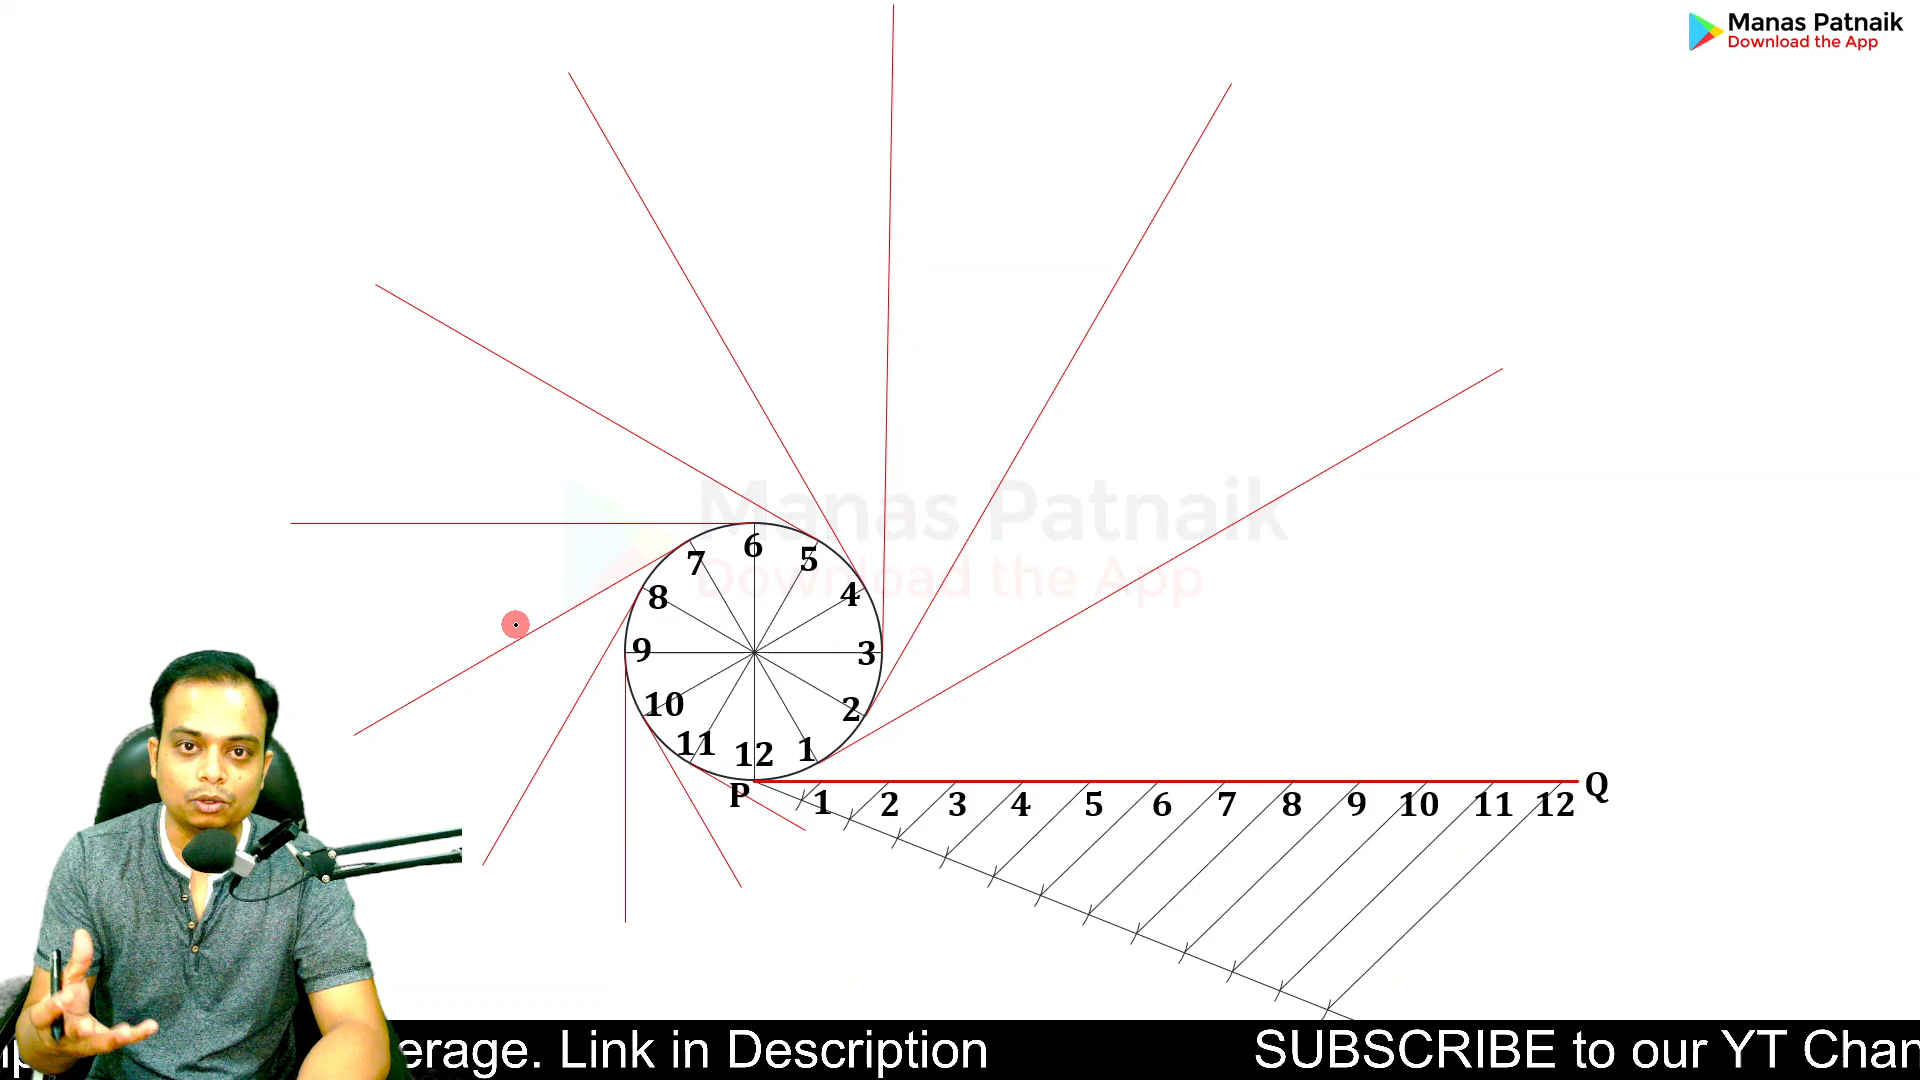 Manas Patnaik
Download the App
Manas Patnaik
Download the App
6
7
5
8
4
9
3
10
2
11
12
1
P
Q
1 2 3 4 5 6 7 8 9 10 11 12
erage. Link in Description SUBSCRIBE to our YT Chan